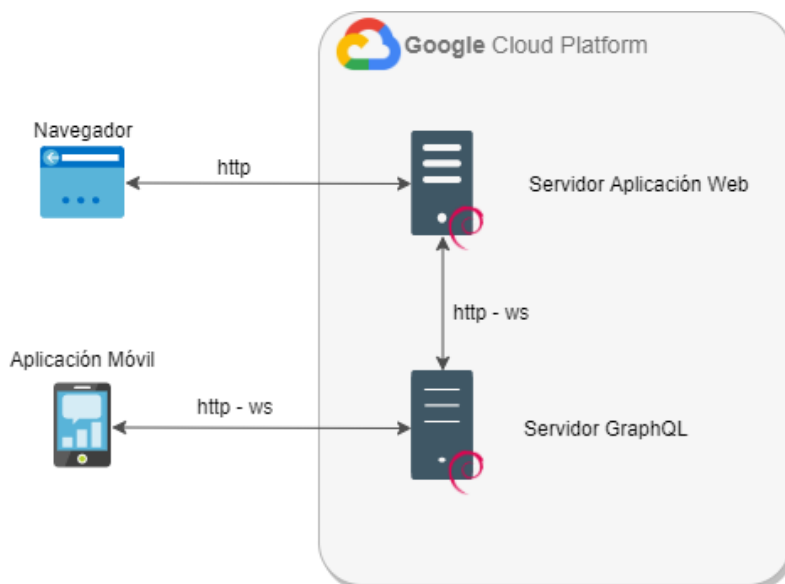 Google Cloud Platform
Navegador
http
Servidor Aplicación Web
http - ws
Aplicación Móvil
http - ws
Servidor GraphQL